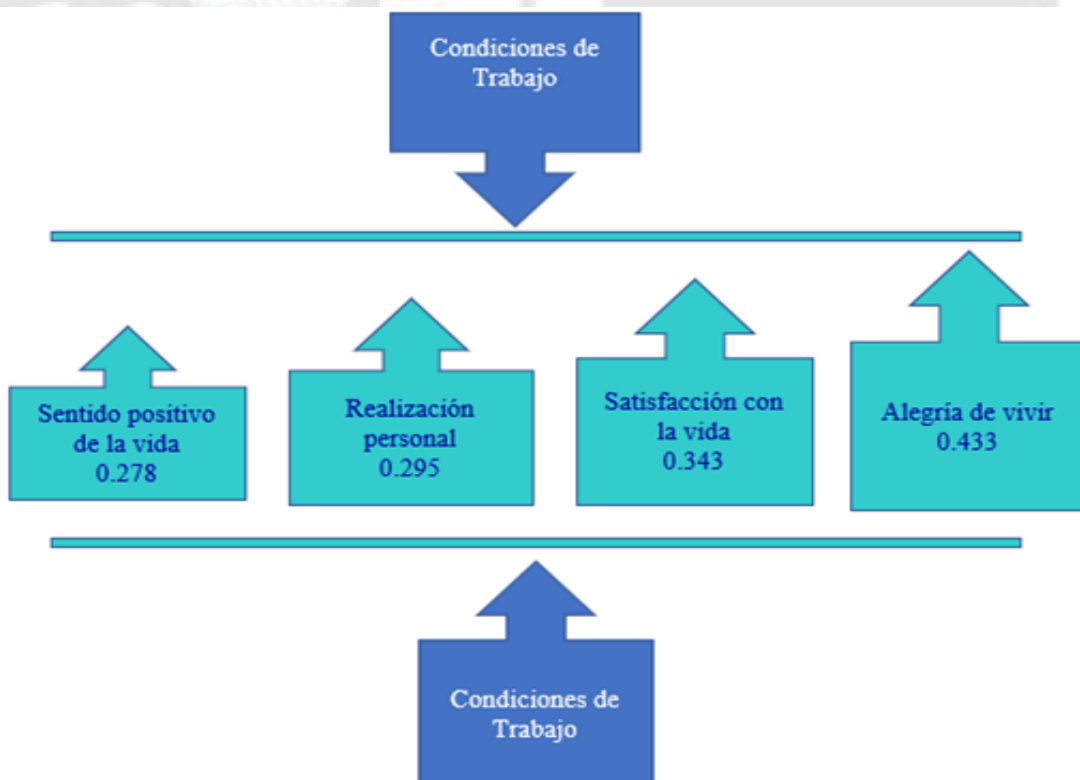 Condiciones de
Trabajo
Sentido positivo
de la vida
0.278
Realización
personal
0.295
Satisfacción con
la vida
0.343
Alegría de vivir
0.433
Condiciones de
Trabajo